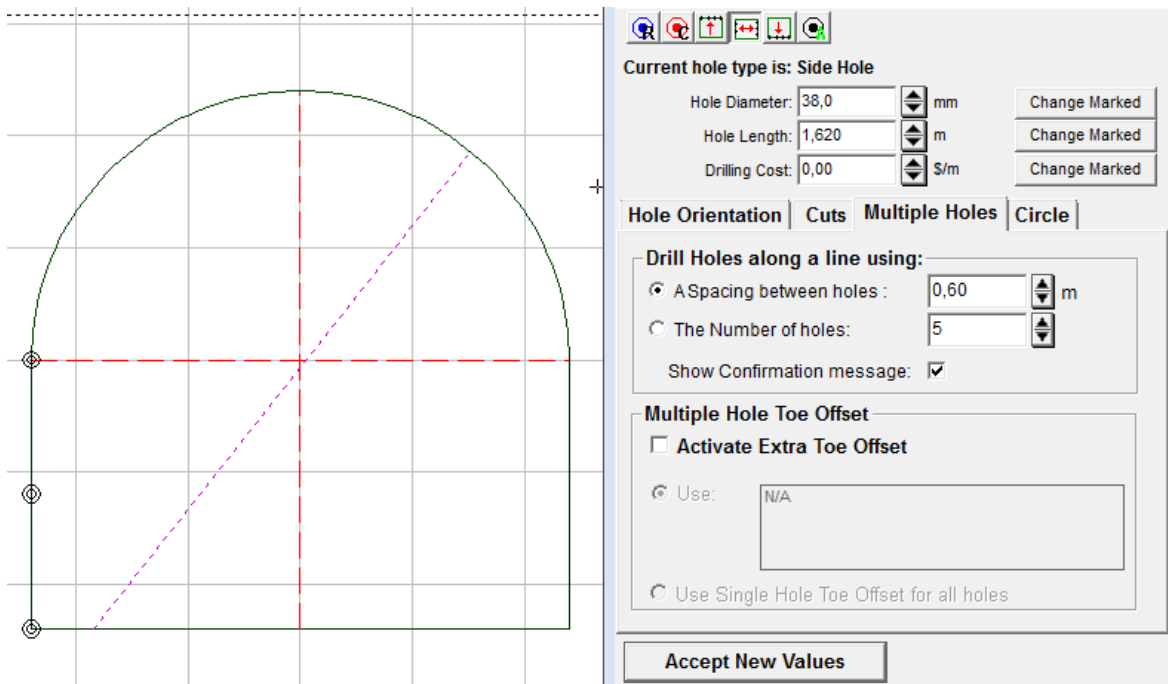 R C A
Current hole type is: Side Hole
Hole Diameter: 38,0 mm Change Marked
Hole Length: 1,620 m Change Marked
Drilling Cost: 0,00 $/m Change Marked
Hole Orientation Cuts Multiple Holes Circle
Drill Holes along a line using:
A Spacing between holes : 0,60 m
The Number of holes: 5
Show Confirmation message:
Multiple Hole Toe Offset
Activate Extra Toe Offset
Use: N/A
Use Single Hole Toe Offset for all holes
Accept New Values